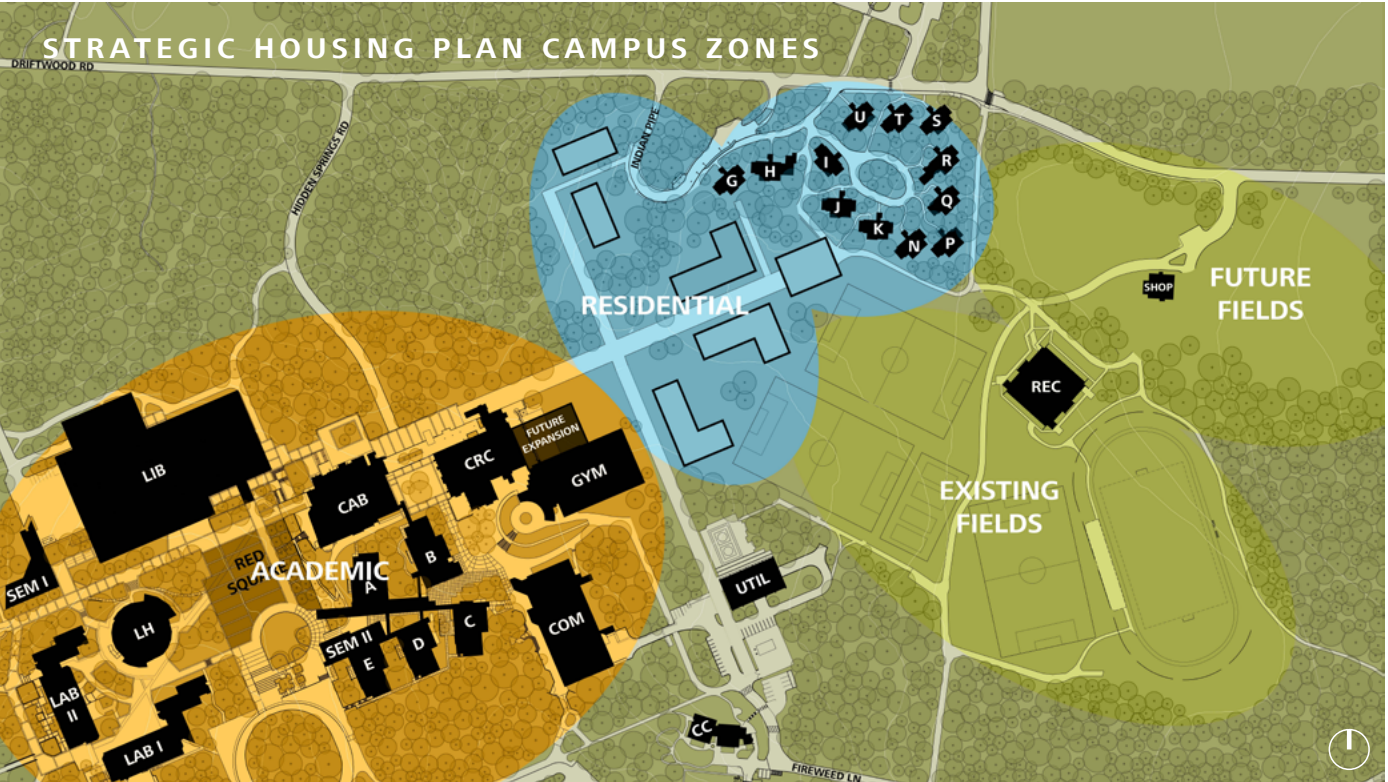 STRATEGIC HOUSING PLAN CAMPUS ZONES
DRIFTWOOD RD
HIDDEN SPRINGS RD
INDIAN PIPE
U
T
S
R
Q
P
N
K
J
I
H
G
RESIDENTIAL
SHOP
FUTURE
FIELDS
REC
EXISTING
FIELDS
LIB
CAB
CRC
FUTURE
EXPANSION
GYM
RED
SQUARE
ACADEMIC
A
B
C
D
E
SEM II
SEM I
LH
LAB
II
LAB I
COM
UTIL
CC
FIREWEED LN